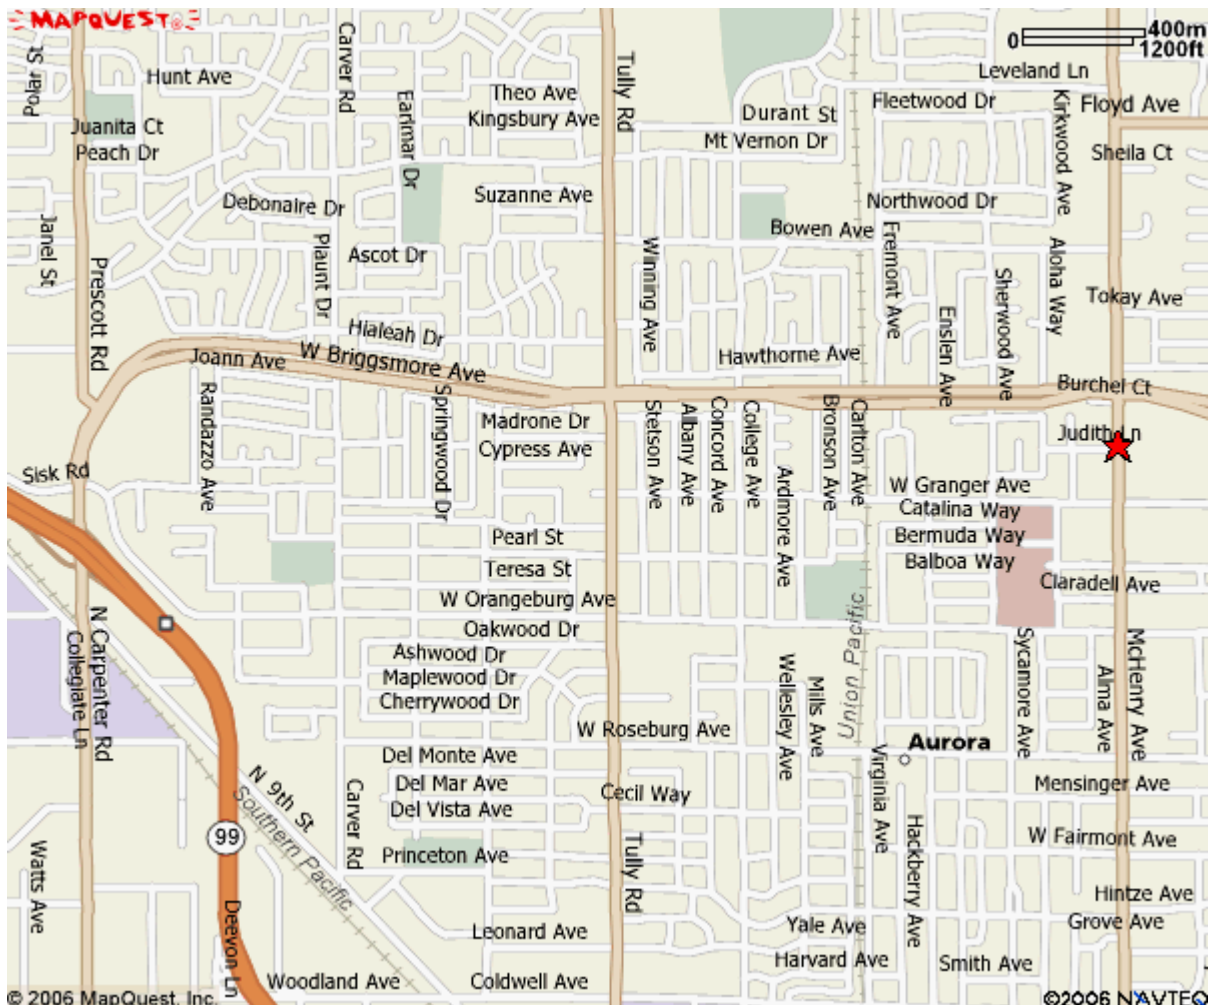 MAPQUEST®
0
400m
1200ft
Poler St
Hunt Ave
Carver Rd
Earlmar Dr
Theo Ave
Kingsbury Ave
Tully Rd
Leveland Ln
Durant St
Fleetwood Dr
Kirkwood Ave
Floyd Ave
Juanita Ct
Peach Dr
Mt Vernon Dr
Sheila Ct
Janel St
Debonaire Dr
Suzanne Ave
Northwood Dr
Bowen Ave
Prescott Rd
Plaunt Dr
Ascot Dr
Winning Ave
Fremont Ave
Sherwood Ave
Aloha Way
Tokay Ave
Enslen Ave
Hialeah Dr
Joann Ave
W Briggsmore Ave
Hawthorne Ave
Burchel Ct
Randazzo Ave
Springwood Dr
Madrone Dr
Cypress Ave
Stetson Ave
Albany Ave
Concord Ave
College Ave
Ardmore Ave
Bronson Ave
Carlton Ave
Judith Ln
Sisk Rd
W Granger Ave
Catalina Way
Bermuda Way
Balboa Way
Pearl St
Teresa St
W Orangeburg Ave
Oakwood Dr
Claradell Ave
Union Pacific
N Carpenter Rd
Collegiate Ln
Ashwood Dr
Maplewood Dr
Cherrywood Dr
Wellesley Ave
Mills Ave
Sycamore Ave
Alma Ave
McHenry Ave
W Roseburg Ave
Aurora
Del Monte Ave
Del Mar Ave
Del Vista Ave
Cecil Way
Virginia Ave
Mensinger Ave
N 9th St
Southern Pacific
Carver Rd
99
Princeton Ave
Tully Rd
Hackberry Ave
W Fairmont Ave
Watts Ave
Deevon Ln
Hintze Ave
Grove Ave
Leonard Ave
Yale Ave
Harvard Ave
Smith Ave
Woodland Ave
Coldwell Ave
© 2006 MapQuest, Inc.
©2006 NAVTEQ